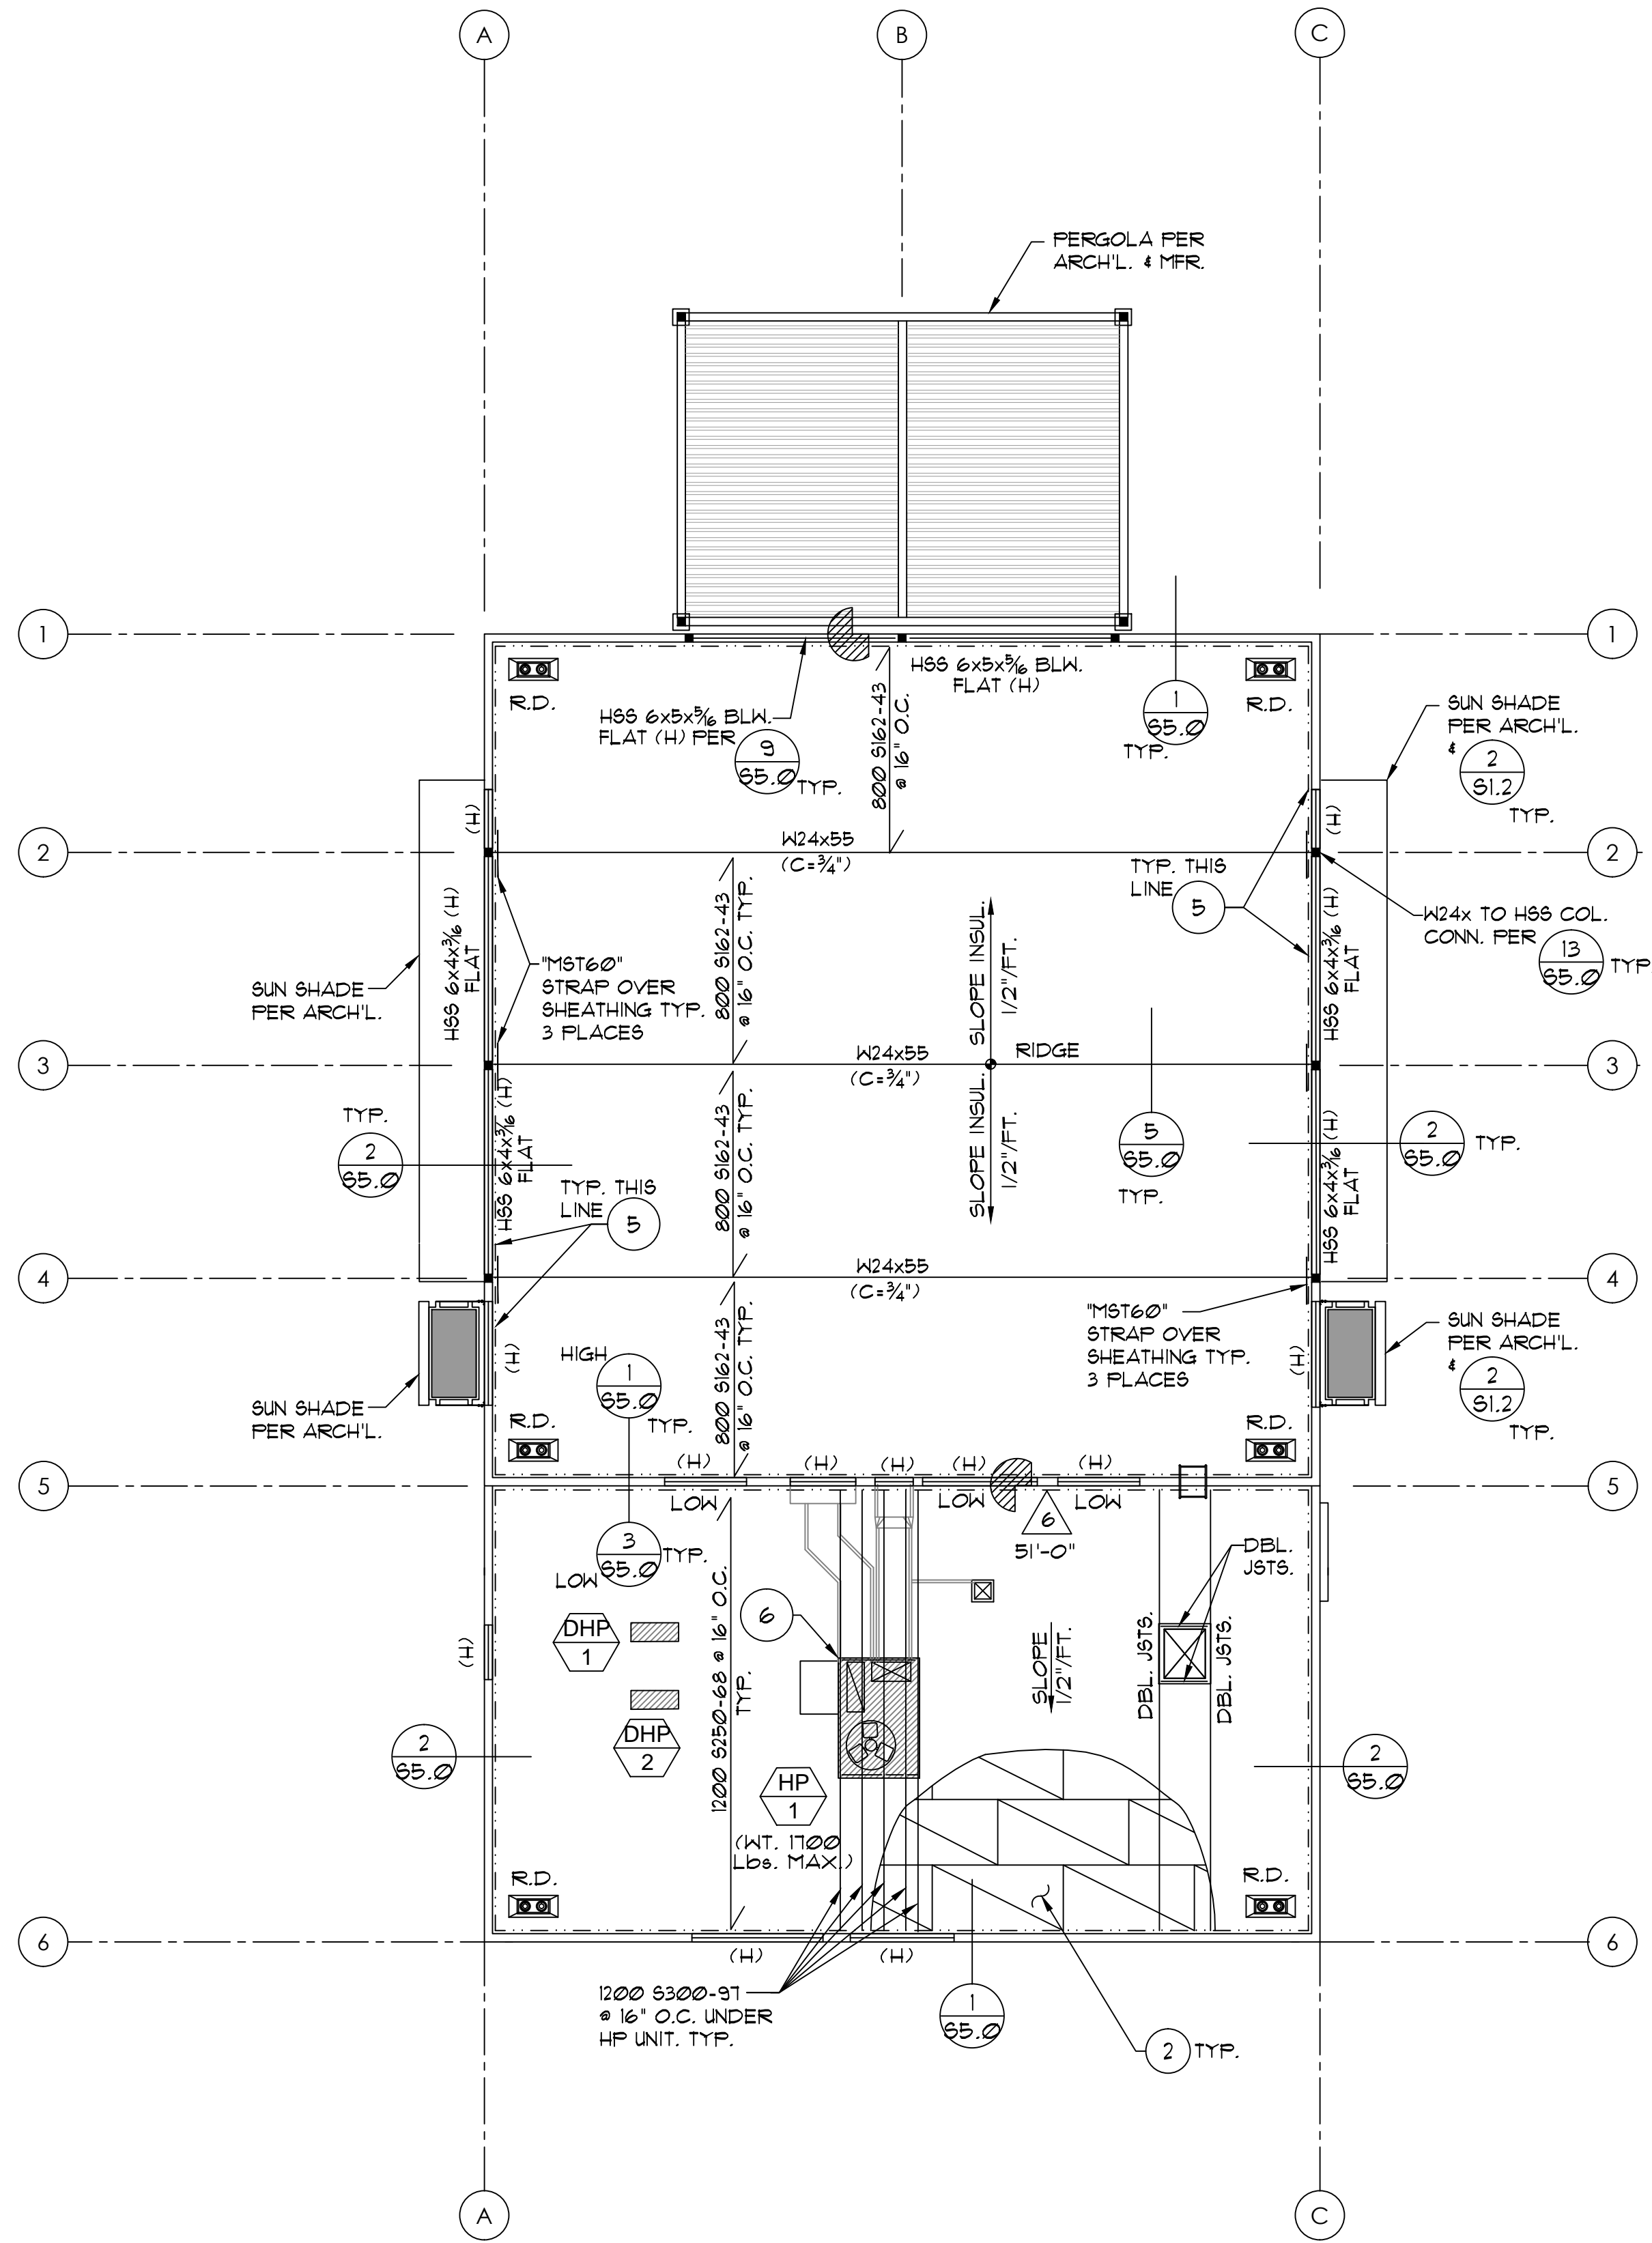 A
B
C
PERGOLA PER
ARCH'L. & MFR.
1
1
R.D.
HSS 6x5x5/16 BLW.
FLAT (H)
HSS 6x5x5/16 BLW.
FLAT (H) PER
9
S5.0
TYP.
800 S162-43
@ 16" O.C.
1
S5.0
TYP.
R.D.
SUN SHADE
PER ARCH'L.
&
2
S1.2
TYP.
(H)
(H)
2
W24x55
(C=3/4")
2
TYP. THIS
LINE
5
HSS 6x4x3/16 (H)
FLAT
"MST60"
STRAP OVER
SHEATHING TYP.
3 PLACES
800 S162-43
@ 16" O.C. TYP.
SLOPE INSUL.
1/2"/FT.
HSS 6x4x3/16 (H)
FLAT
W24x TO HSS COL.
CONN. PER
13
S5.0
TYP
SUN SHADE
PER ARCH'L.
3
W24x55
(C=3/4")
RIDGE
3
TYP.
2
S5.0
HSS 6x4x3/16 (H)
FLAT
TYP. THIS
LINE
5
800 S162-43
@ 16" O.C. TYP.
SLOPE INSUL.
1/2"/FT.
5
S5.0
TYP.
HSS 6x4x3/16 (H)
FLAT
2
S5.0
TYP.
4
W24x55
(C=3/4")
4
(H)
HIGH
1
S5.0
TYP.
800 S162-43
@ 16" O.C. TYP.
"MST60"
STRAP OVER
SHEATHING TYP.
3 PLACES
(H)
SUN SHADE
PER ARCH'L.
&
2
S1.2
TYP.
SUN SHADE
PER ARCH'L.
R.D.
R.D.
(H)
(H)
(H)
(H)
(H)
5
5
LOW
LOW
LOW
6
51'-0"
3
S5.0
TYP.
LOW
DBL.
JSTS.
DHP
1
DHP
2
1200 S250-68 @ 16" O.C.
TYP.
6
SLOPE
1/2"/FT.
DBL. JSTS.
DBL. JSTS.
(H)
2
S5.0
2
S5.0
HP
1
(WT. 1700
Lbs. MAX.)
R.D.
R.D.
6
6
(H)
(H)
1200 S300-97
@ 16" O.C. UNDER
HP UNIT. TYP.
1
S5.0
2
TYP.
A
C